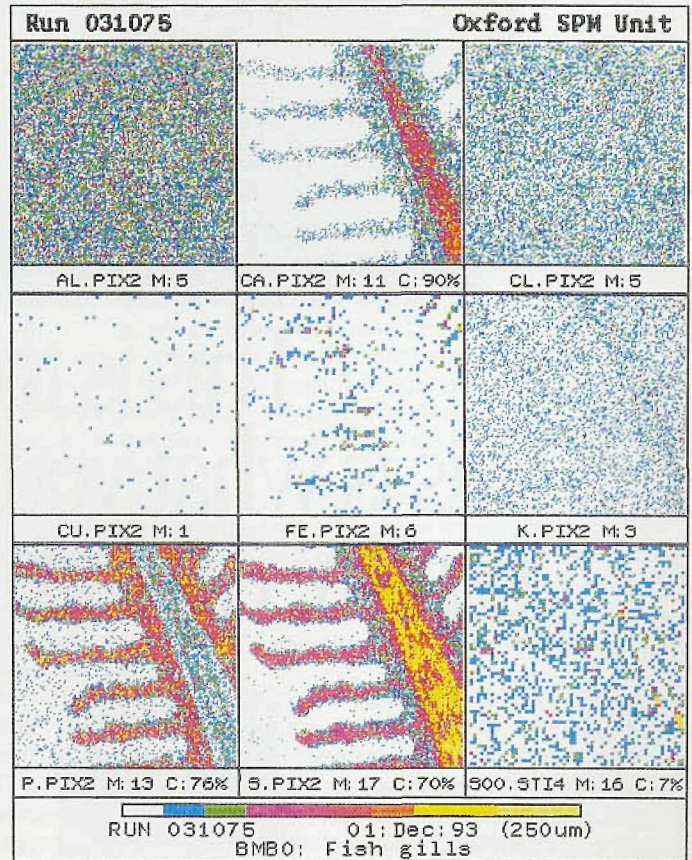 Run 031075 Oxford SPM Unit
AL.PIX2 M:5 CA.PIX2 M:11 C:90% CL.PIX2 M:5
CU.PIX2 M:1 FE.PIX2 M:6 K.PIX2 M:3
P.PIX2 M:13 C:76% S.PIX2 M:17 C:70% S00.STI4 M:16 C:7%
RUN 031075 01:Dec:93 (250um)
BMB0: Fish gills